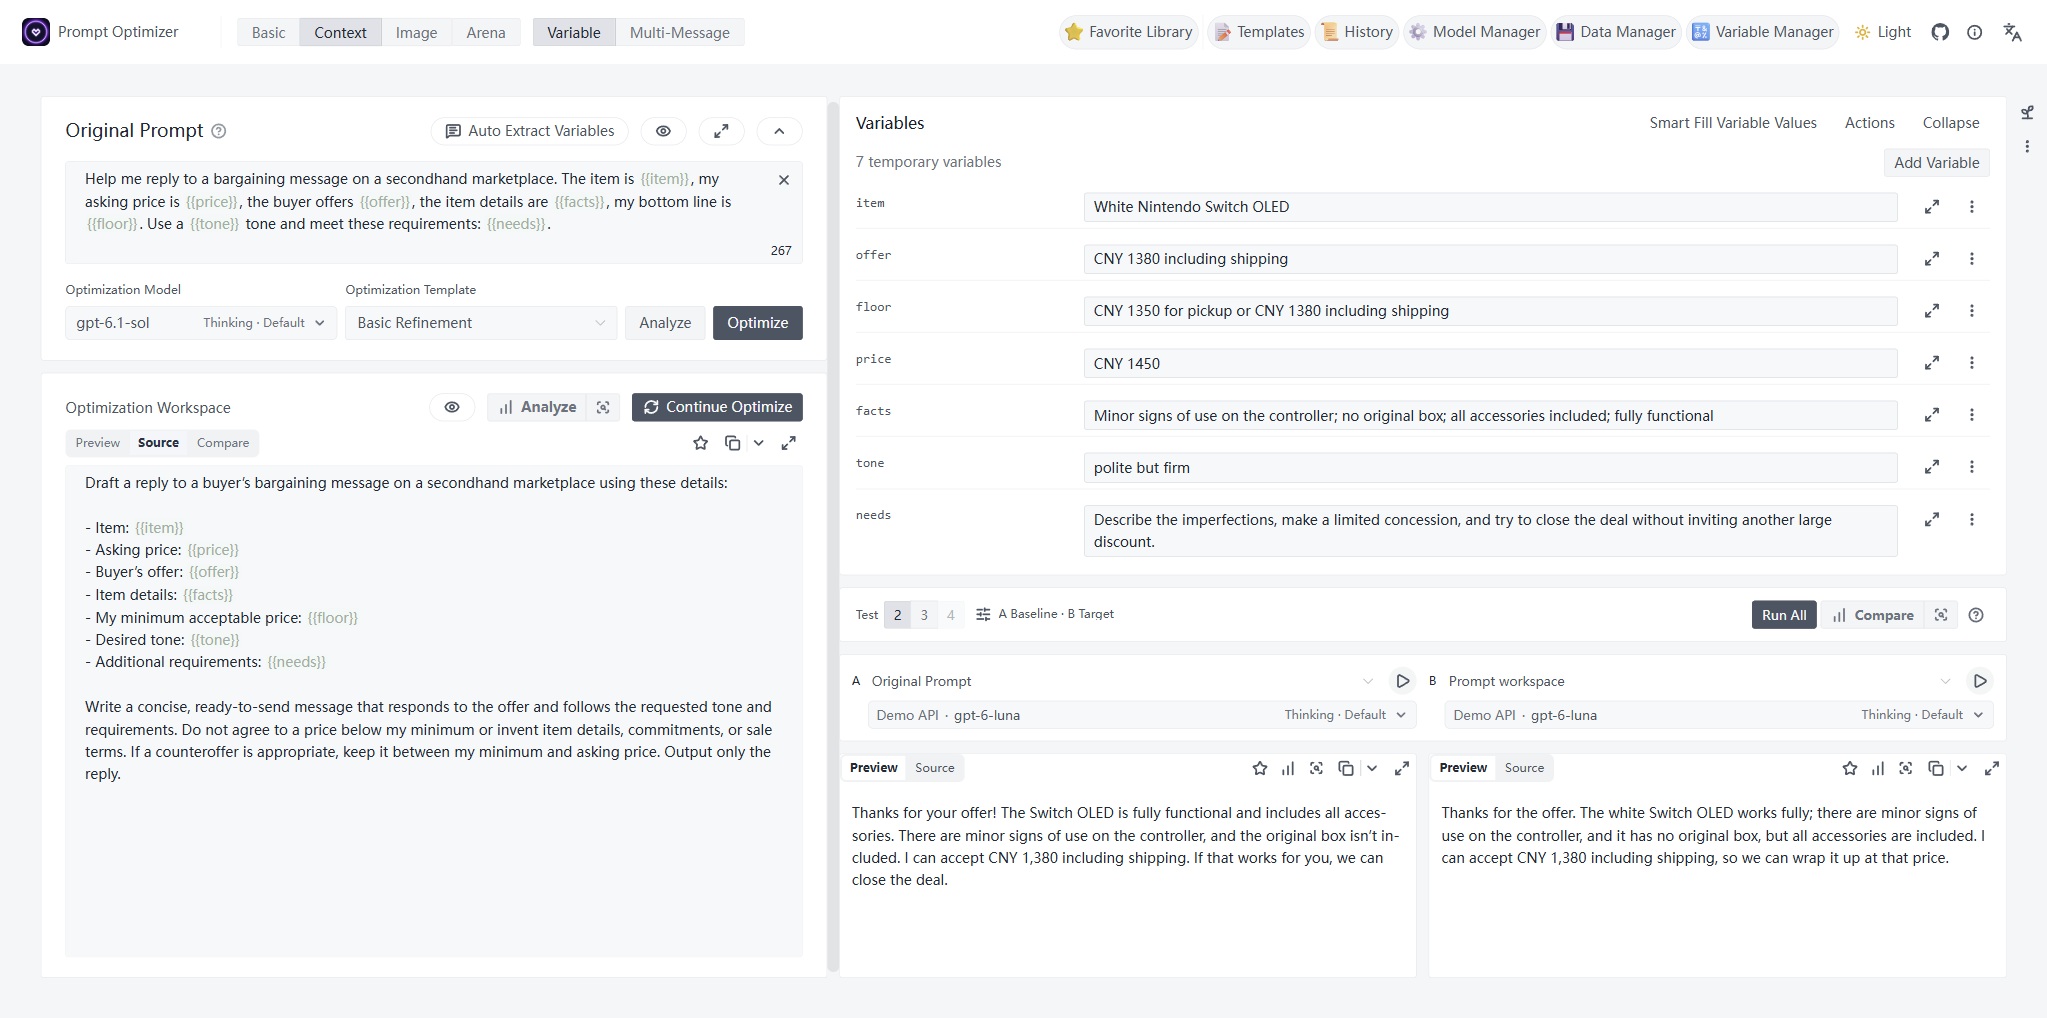 Prompt Optimizer
Basic
Context
Image
Arena
Variable
Multi-Message
Favorite Library
Templates
History
Model Manager
Data Manager
Variable Manager
Light
Original Prompt
Auto Extract Variables
Help me reply to a bargaining message on a secondhand marketplace. The item is {{item}}, my
asking price is {{price}}, the buyer offers {{offer}}, the item details are {{facts}}, my bottom line is
{{floor}}. Use a {{tone}} tone and meet these requirements: {{needs}}.
267
Optimization Model
Optimization Template
gpt-6.1-sol
Thinking · Default
Basic Refinement
Analyze
Optimize
Optimization Workspace
Analyze
Continue Optimize
Preview
Source
Compare
Draft a reply to a buyer’s bargaining message on a secondhand marketplace using these details:
- Item: {{item}}
- Asking price: {{price}}
- Buyer’s offer: {{offer}}
- Item details: {{facts}}
- My minimum acceptable price: {{floor}}
- Desired tone: {{tone}}
- Additional requirements: {{needs}}
Write a concise, ready-to-send message that responds to the offer and follows the requested tone and
requirements. Do not agree to a price below my minimum or invent item details, commitments, or sale
terms. If a counteroffer is appropriate, keep it between my minimum and asking price. Output only the
reply.
Variables
Smart Fill Variable Values
Actions
Collapse
7 temporary variables
Add Variable
item
White Nintendo Switch OLED
offer
CNY 1380 including shipping
floor
CNY 1350 for pickup or CNY 1380 including shipping
price
CNY 1450
facts
Minor signs of use on the controller; no original box; all accessories included; fully functional
tone
polite but firm
needs
Describe the imperfections, make a limited concession, and try to close the deal without inviting another large
discount.
Test
2
3
4
A Baseline · B Target
Run All
Compare
A
Original Prompt
Demo API · gpt-6-luna
Thinking · Default
B
Prompt workspace
Demo API · gpt-6-luna
Thinking · Default
Preview
Source
Thanks for your offer! The Switch OLED is fully functional and includes all acces-
sories. There are minor signs of use on the controller, and the original box isn’t in-
cluded. I can accept CNY 1,380 including shipping. If that works for you, we can
close the deal.
Preview
Source
Thanks for the offer. The white Switch OLED works fully; there are minor signs of
use on the controller, and it has no original box, but all accessories are included. I
can accept CNY 1,380 including shipping, so we can wrap it up at that price.